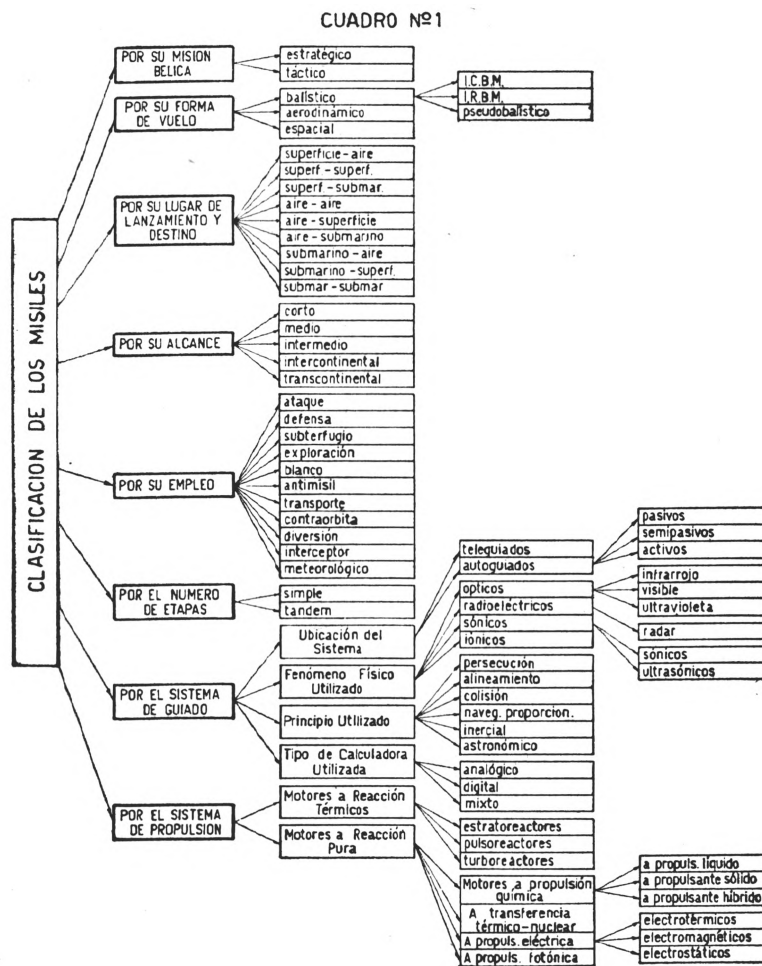 CUADRO Nº1
CLASIFICACION DE LOS MISILES
POR SU MISION
BELICA
estratégico
táctico
POR SU FORMA
DE VUELO
balístico
aerodinámico
espacial
I.C.B.M.
I.R.B.M.
pseudobalístico
POR SU LUGAR DE
LANZAMIENTO Y
DESTINO
superficie-aire
superf.-superf.
superf.-submar.
aire-aire
aire-superficie
aire-submarino
submarino-aire
submarino-superf.
submar-submar
POR SU ALCANCE
corto
medio
intermedio
intercontinental
transcontinental
POR SU EMPLEO
ataque
defensa
subterfugio
exploración
blanco
antimisil
transporte
contraorbita
diversión
interceptor
meteorológico
POR EL NUMERO
DE ETAPAS
simple
tandem
POR EL SISTEMA
DE GUIADO
Ubicación del
Sistema
teleguiados
autoguiados
pasivos
semipasivos
activos
Fenómeno Físico
Utilizado
opticos
radioeléctricos
sónicos
iónicos
infrarrojo
visible
ultravioleta
radar
sónicos
ultrasónicos
Principio Utilizado
persecución
alineamiento
colisión
naveg. proporcion.
inercial
astronómico
Tipo de Calculadora
Utilizada
analógico
digital
mixto
POR EL SISTEMA
DE PROPULSION
Motores a Reacción
Térmicos
estratoreactores
pulsoreactores
turboreactores
Motores a Reacción
Pura
Motores a propulsión
química
A transferencia
térmico-nuclear
A propuls. eléctrica
A propuls. fotónica
a propuls. líquido
a propulsante sólido
a propulsante híbrido
electrotérmicos
electromagnéticos
electrostáticos